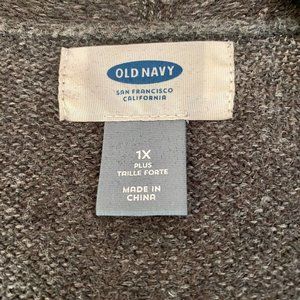 OLD NAVY
SAN FRANCISCO
CALIFORNIA
1X
PLUS
TAILLE FORTE
MADE IN
CHINA